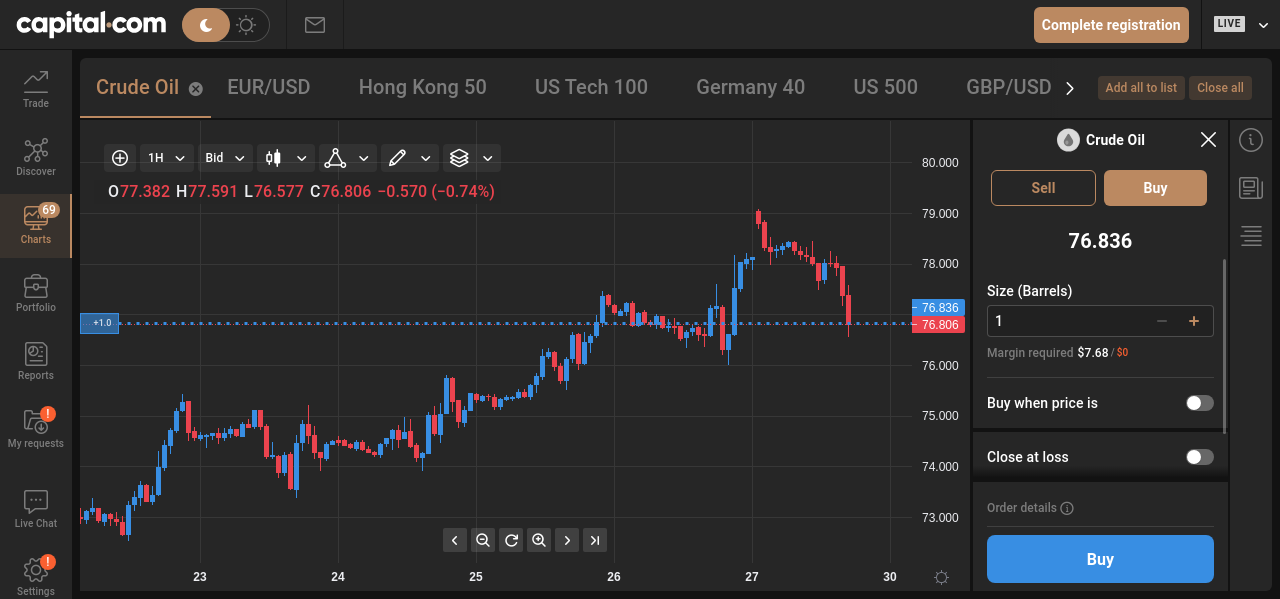 capital.com
Complete registration
LIVE
Trade
Discover
69
Charts
Portfolio
Reports
!
My requests
Live Chat
!
Settings
Crude Oil
EUR/USD
Hong Kong 50
US Tech 100
Germany 40
US 500
GBP/USD
Add all to list
Close all
1H
Bid
O77.382 H77.591 L76.577 C76.806 −0.570 (−0.74%)
+1.0
80.000
79.000
78.000
76.836
76.806
76.000
75.000
74.000
73.000
23
24
25
26
27
30
Crude Oil
Sell
Buy
76.836
Size (Barrels)
1
Margin required $7.68 / $0
Buy when price is
Close at loss
Order details
Buy